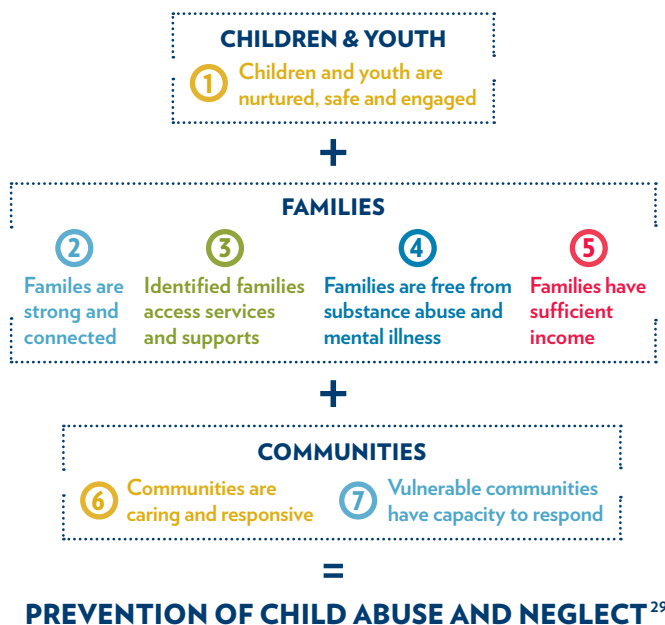 CHILDREN & YOUTH
1 Children and youth are
nurtured, safe and engaged
+
FAMILIES
2
Familes are
strong and
connected
3
Identified families
access services
and supports
4
Families are free from
substance abuse and
mental illness
5
Families have
sufficient
income
+
COMMUNITIES
6 Communities are
caring and responsive
7 Vulnerable communities
have capacity to respond
=
PREVENTION OF CHILD ABUSE AND NEGLECT 29